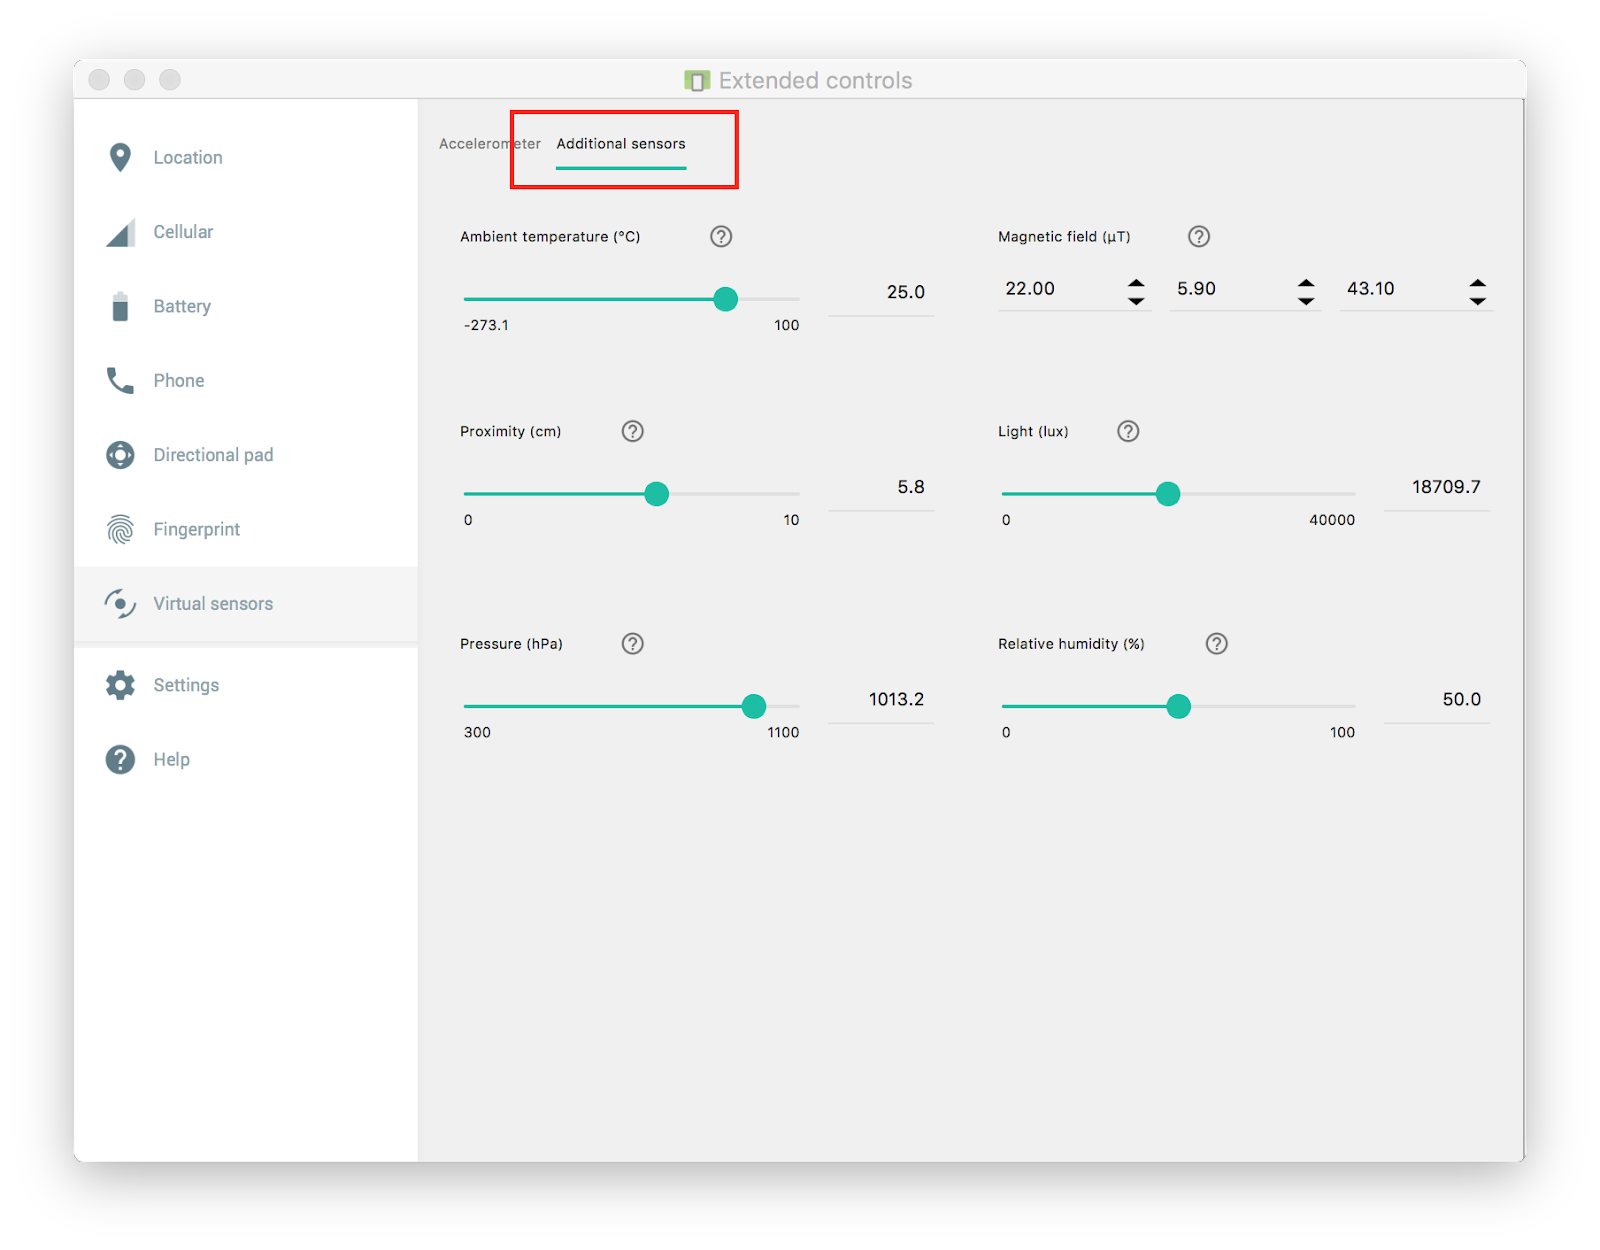 Extended controls
Location
Cellular
Battery
Phone
Directional pad
Fingerprint
Virtual sensors
Settings
Help
Accelerometer Additional sensors
Ambient temperature (°C) ?
25.0
-273.1 100
Magnetic field (µT) ?
22.00 5.90 43.10
Proximity (cm) ?
5.8
0 10
Light (lux) ?
18709.7
0 40000
Pressure (hPa) ?
1013.2
300 1100
Relative humidity (%) ?
50.0
0 100